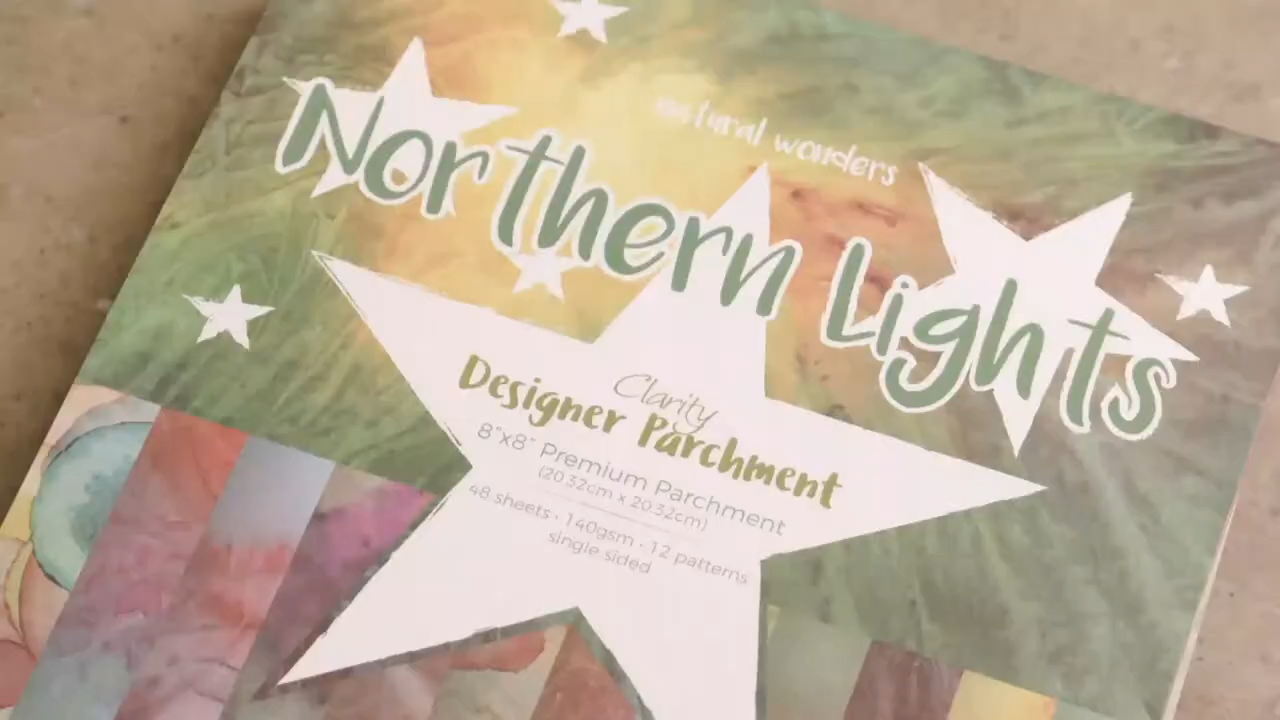 natural wonders
Northern Lights
Clarity
Designer Parchment
8"x8" Premium Parchment
(20.32cm x 20.32cm)
48 sheets • 140gsm • 12 patterns
single sided